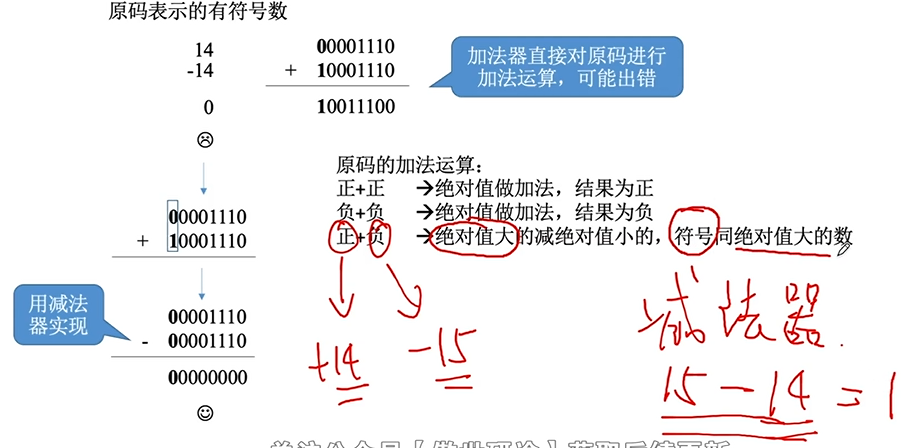 原码表示的有符号数
14
-14
0
00001110
+ 10001110
10011100
加法器直接对原码进行
加法运算，可能出错
☹
00001110
+ 10001110
用减法
器实现
00001110
- 00001110
00000000
☺
原码的加法运算：
正+正 →绝对值做加法，结果为正
负+负 →绝对值做加法，结果为负
正+负 →绝对值大的减绝对值小的，符号同绝对值大的数
+14
-15
减法器.
15-14=1